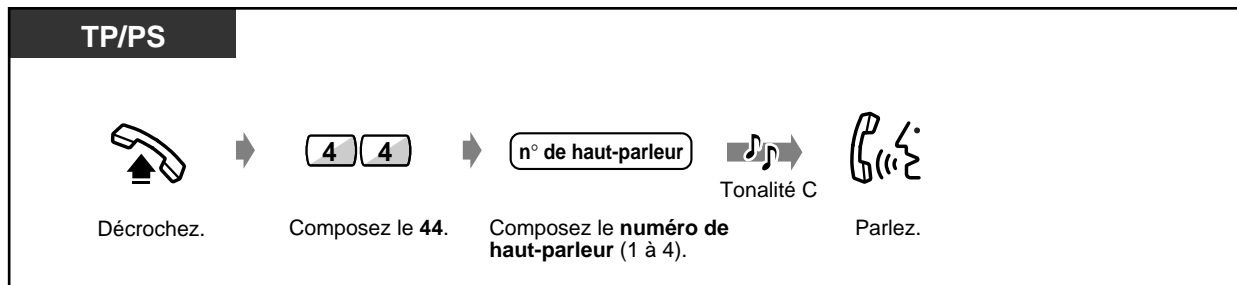 TP/PS
4 4
n° de haut-parleur
Tonalité C
Décrochez.
Composez le 44.
Composez le numéro de
haut-parleur (1 à 4).
Parlez.